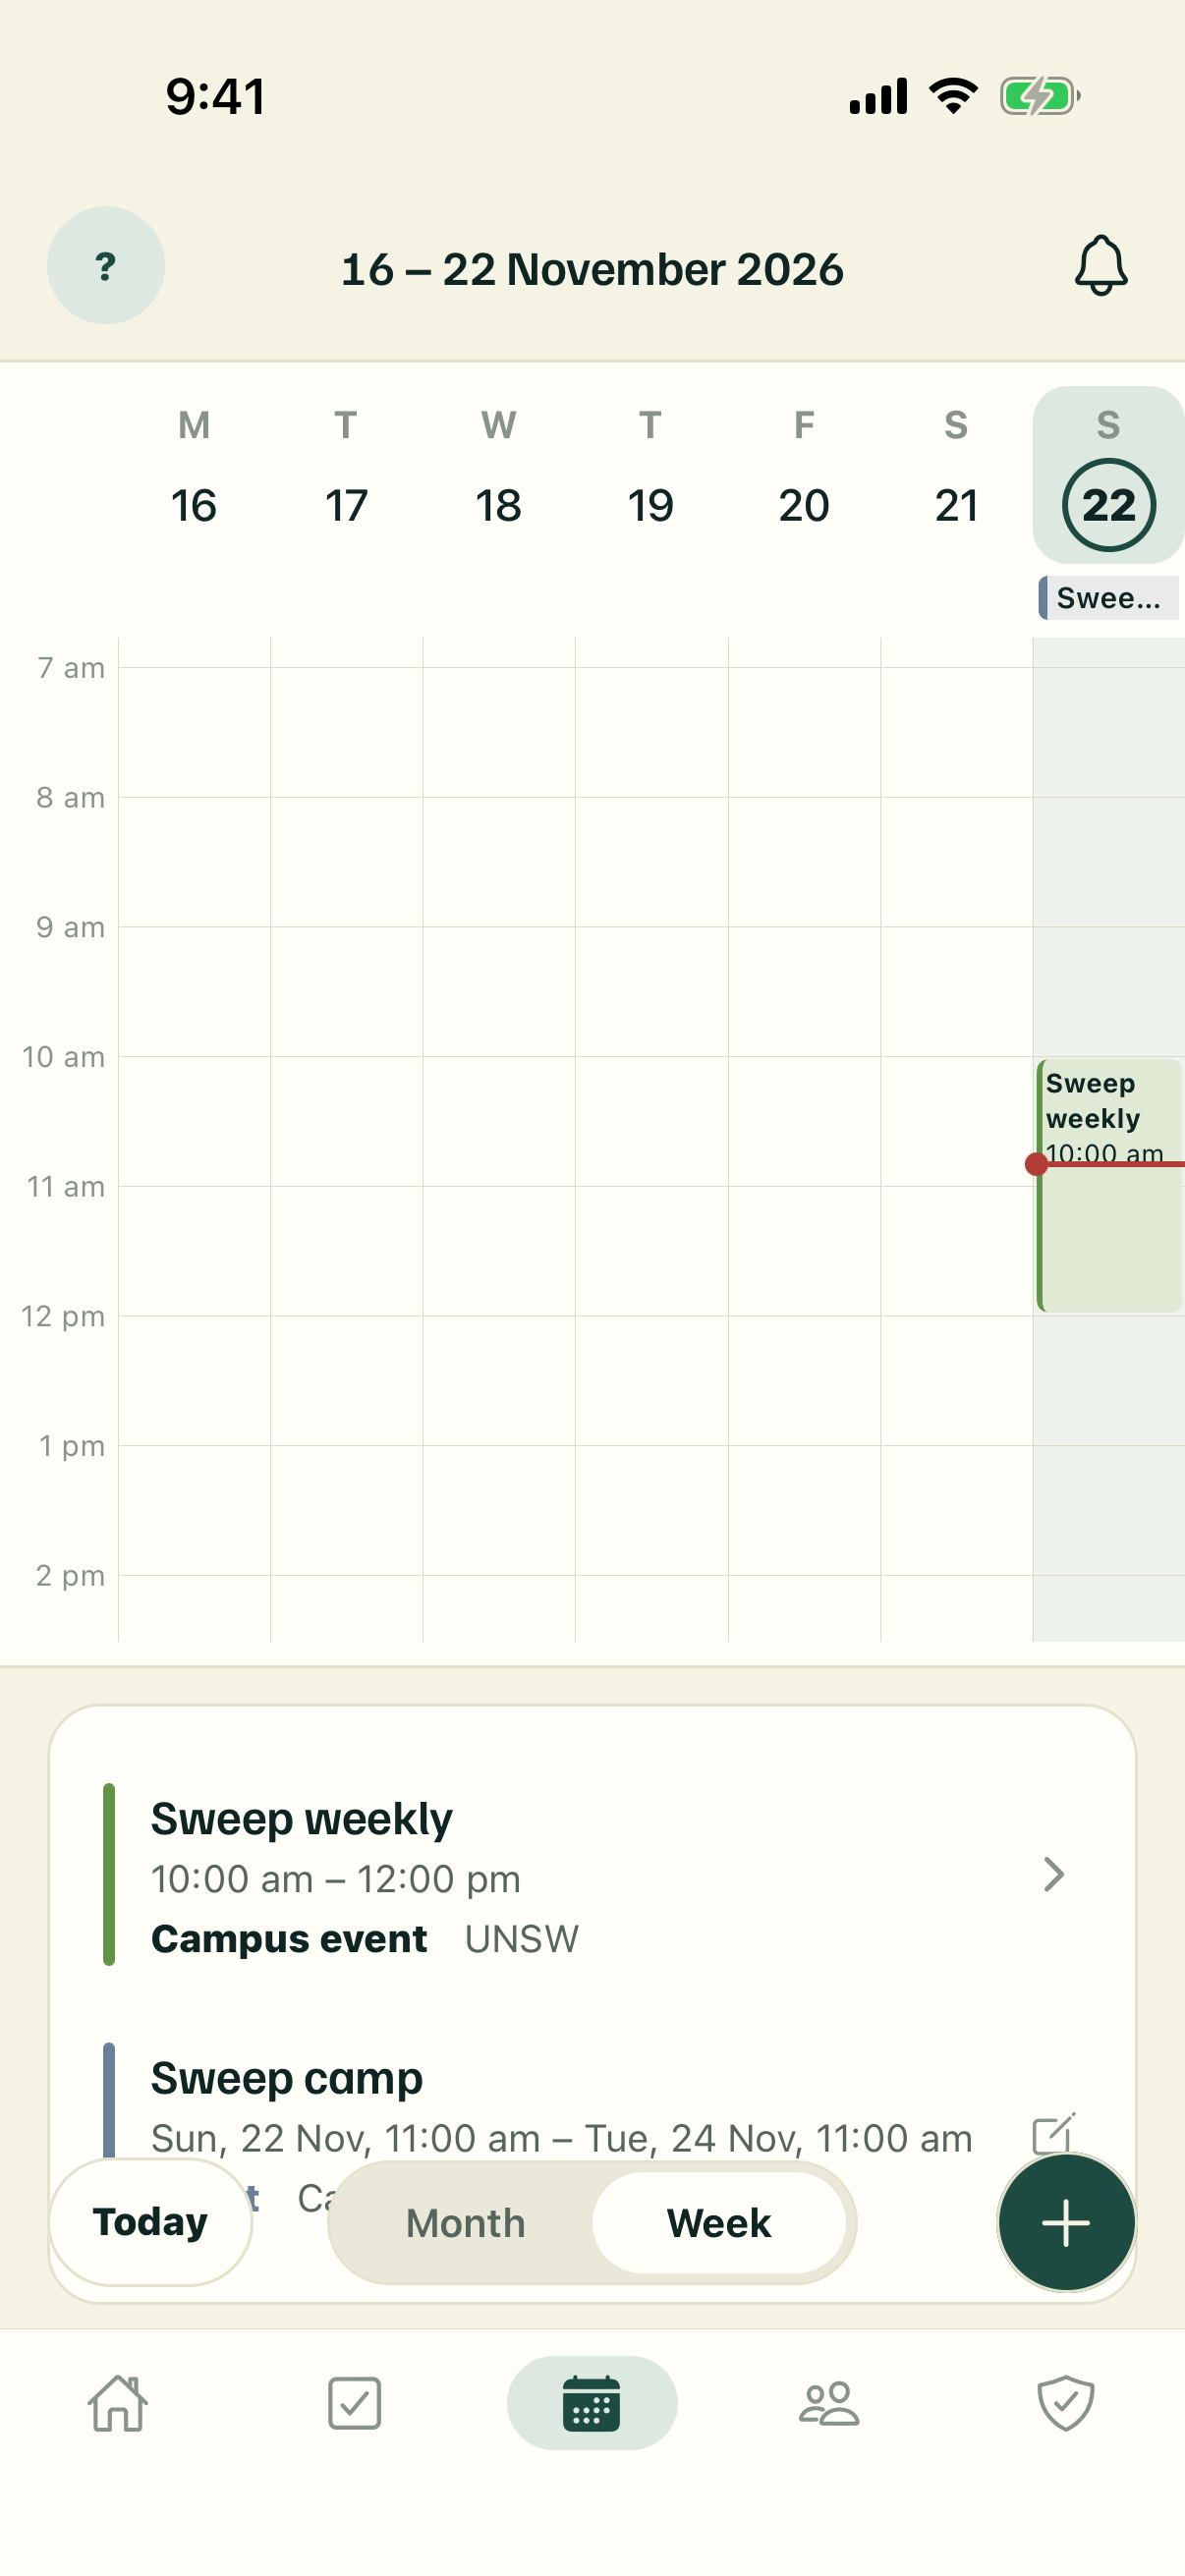 9:41
?
16 – 22 November 2026
M T W T F S S
16 17 18 19 20 21 22
Swee...
7 am
8 am
9 am
10 am
Sweep
weekly
10:00 am
11 am
12 pm
1 pm
2 pm
Sweep weekly
10:00 am – 12:00 pm
Campus event UNSW
Sweep camp
Sun, 22 Nov, 11:00 am – Tue, 24 Nov, 11:00 am
Today Month Week